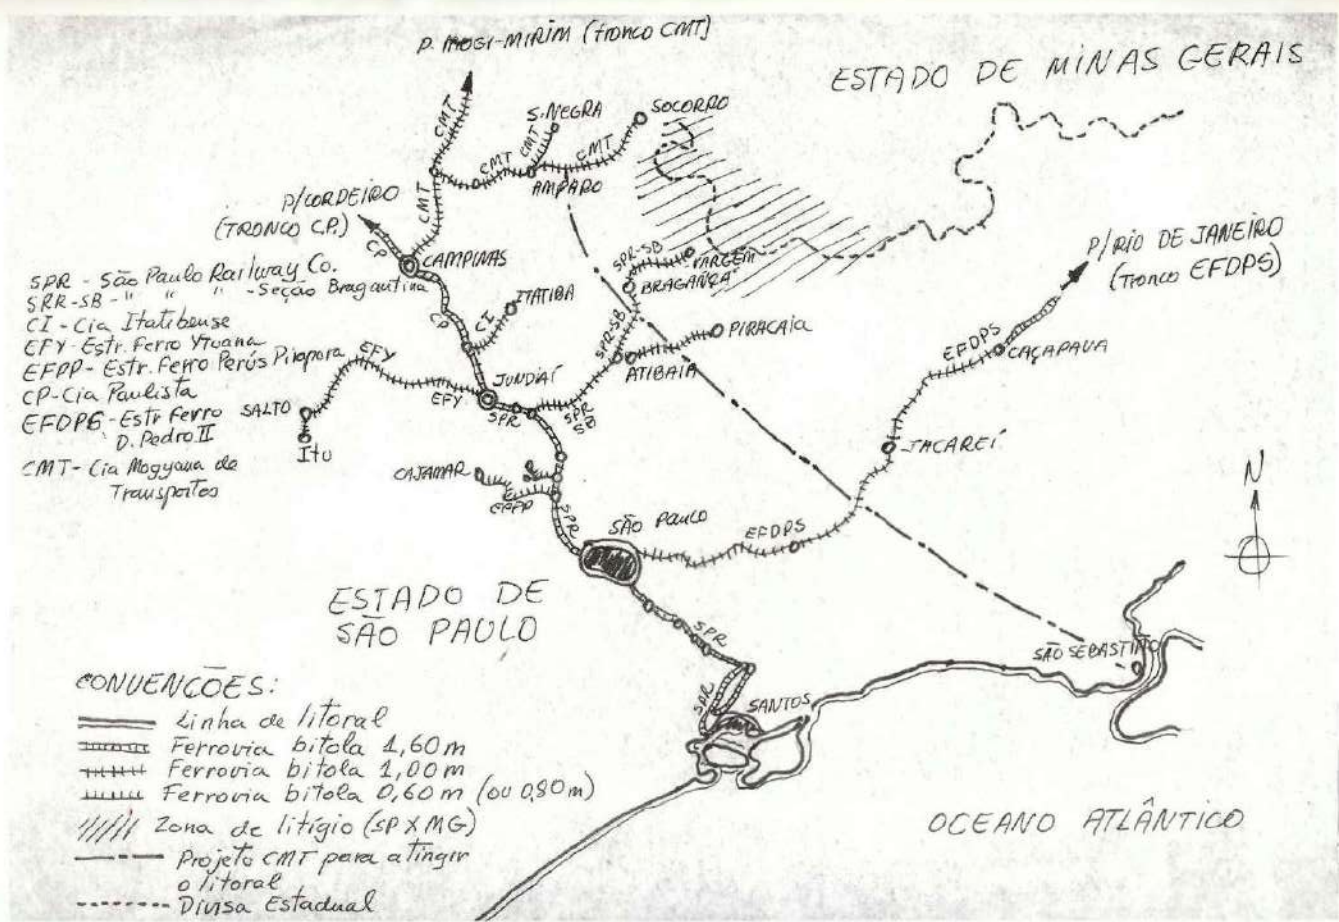 P. MOGI-MIRIM (tronco CMT)
ESTADO DE MINAS GERAIS
CMT
S. NEGRA
SOCORRO
CMT
CMT
CMT
AMPARO
CMT
P/CORDEIRO
(TRONCO C.P.)
CP
CAMPINAS
P/RIO DE JANEIRO
(Tronco EFDPS)
SPR - São Paulo Railway Co.
SRR-SB - " " " - Seção Bragantina
CI - Cia Itatibense
EFY - Estr. Ferro Ytuana
EFPP - Estr. Ferro Perús Pirapora
CP - Cia Paulista
EFDPS - Estr Ferro
D. Pedro II
CMT - Cia Mogyana de
Transportes
SPR-SB
VARGEM
BRAGANÇA
ITATIBA
CP
CI
SPR-SB
PIRACAIA
ATIBAIA
EFDPS
CAÇAPAVA
EFY
JUNDIAÍ
EFY
SPR
SPR
SB
SALTO
Itu
JACAREÍ
CAJAMAR
EFPP
SPR
SÃO PAULO
EFDPS
N
ESTADO DE
SÃO PAULO
SPR
SPR
SANTOS
SÃO SEBASTIÃO
OCEANO ATLÂNTICO
CONVENCÕES:
Linha de litoral
Ferrovia bitola 1,60 m
Ferrovia bitola 1,00 m
Ferrovia bitola 0,60 m (ou 0,80 m)
Zona de litígio (SP X MG)
Projeto CMT para atingir
o litoral
Divisa Estadual